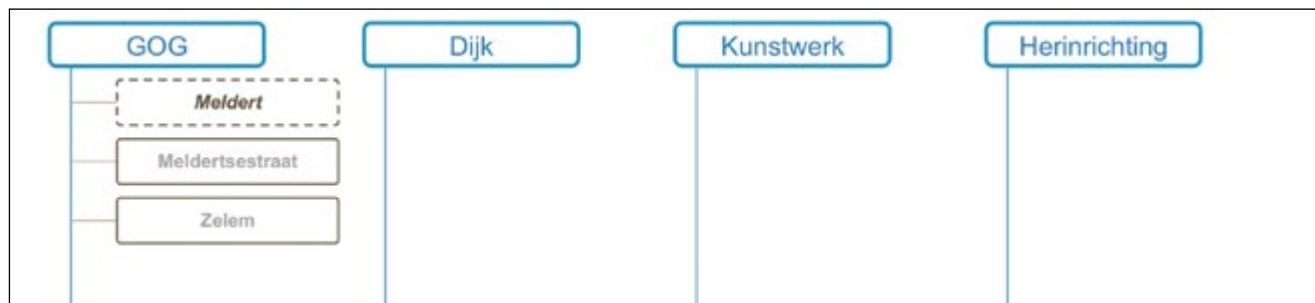 GOG
Dijk
Kunstwerk
Herinrichting
Meldert
Meldertsestraat
Zelem